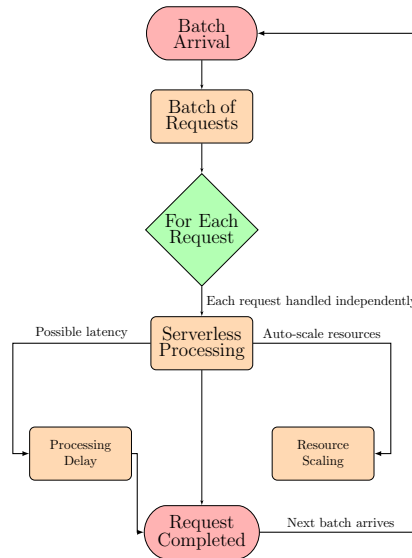 Batch
Arrival
Batch of
Requests
For Each
Request
Each request handled independently
Possible latency
Serverless
Processing
Auto-scale resources
Processing
Delay
Resource
Scaling
Request
Completed
Next batch arrives